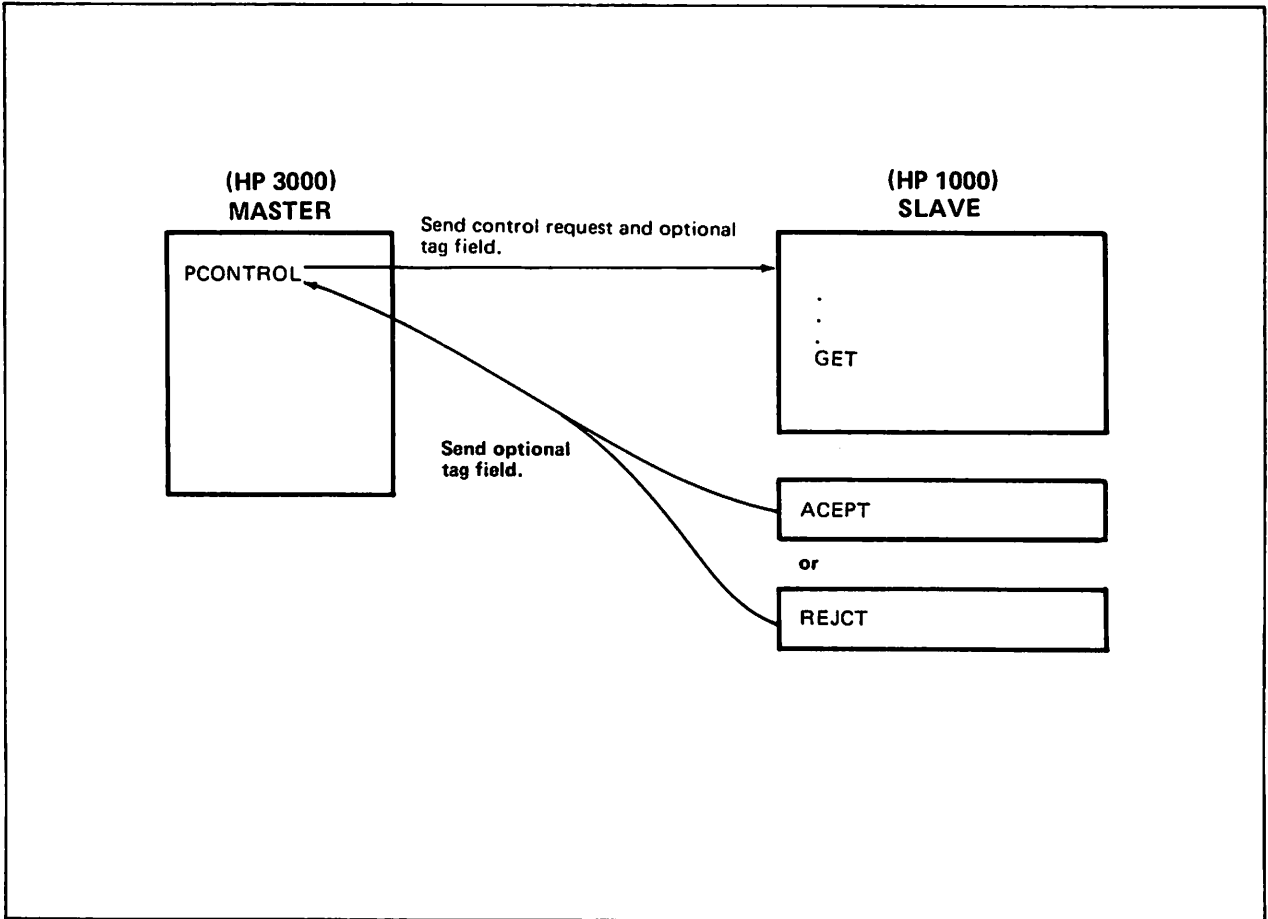 (HP 3000)
MASTER
(HP 1000)
SLAVE
Send control request and optional
tag field.
PCONTROL
.
.
.
GET
Send optional
tag field.
ACEPT
or
REJCT